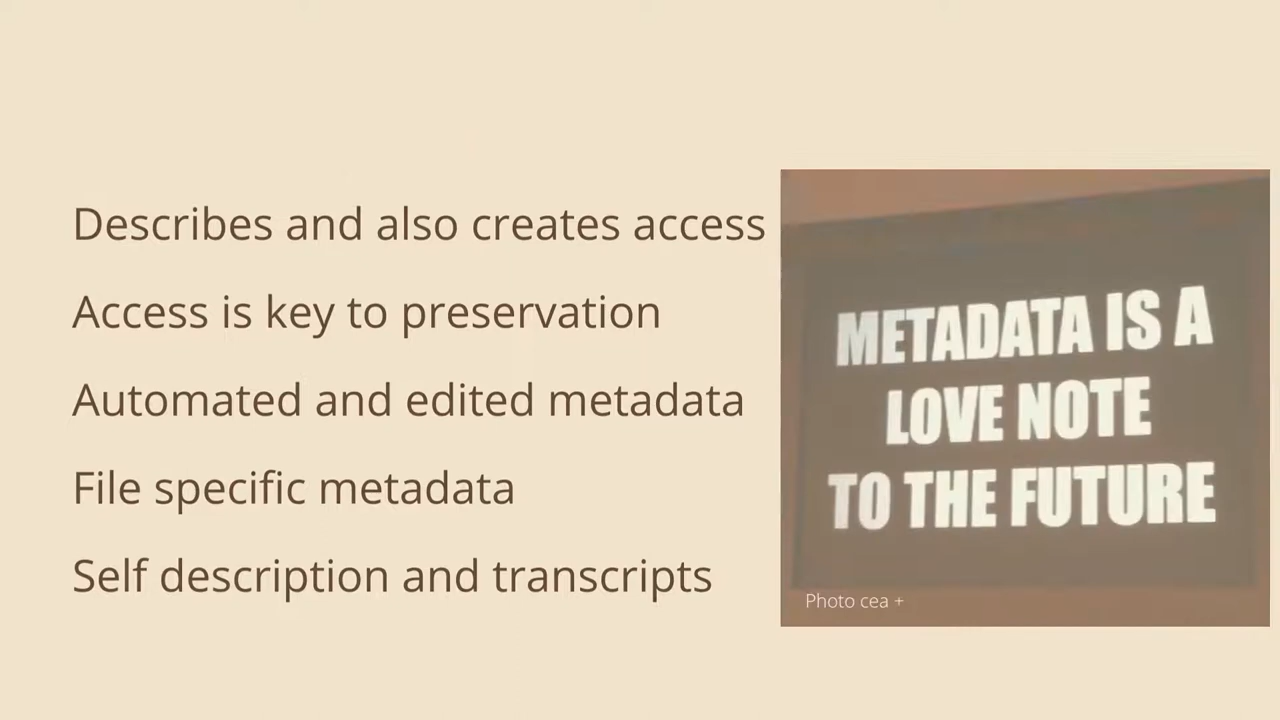 Describes and also creates access
Access is key to preservation
Automated and edited metadata
File specific metadata
Self description and transcripts
METADATA IS A
LOVE NOTE
TO THE FUTURE
Photo cea +